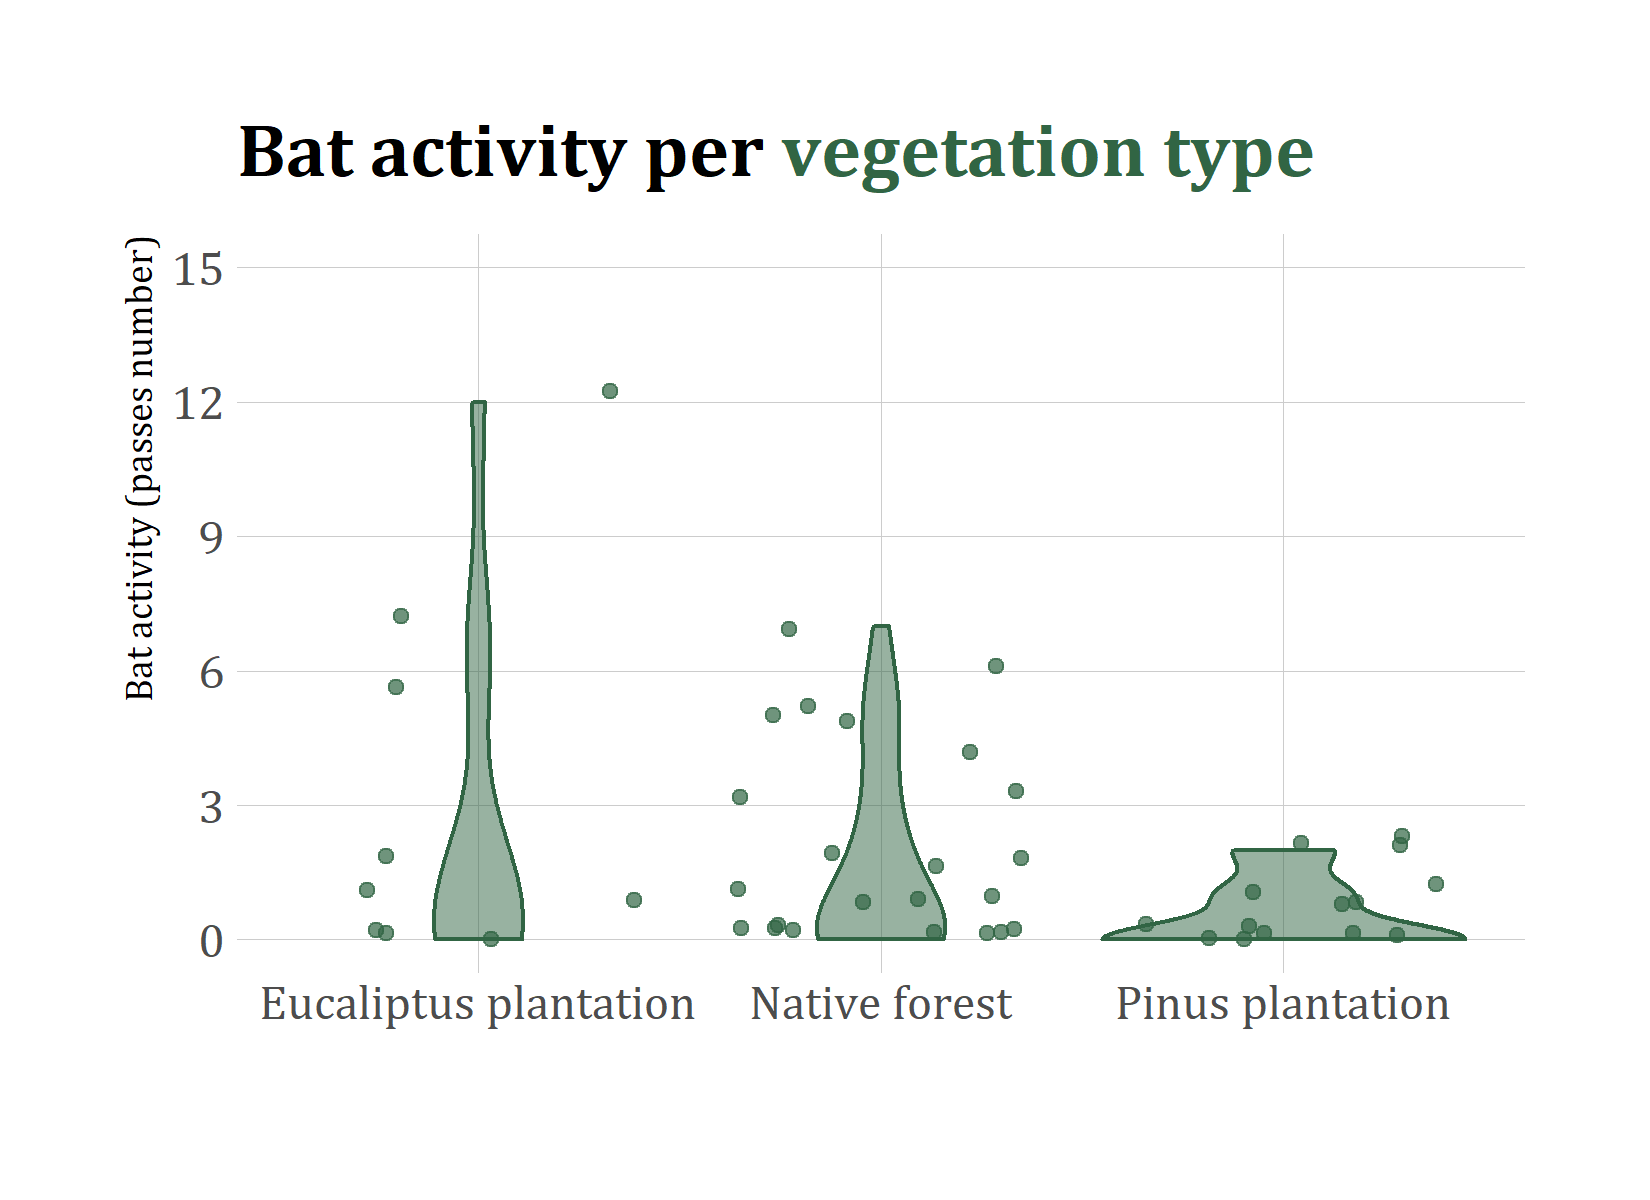 Bat activity per vegetation type
Bat activity (passes number)
15
12
9
6
3
0
Eucaliptus plantation
Native forest
Pinus plantation